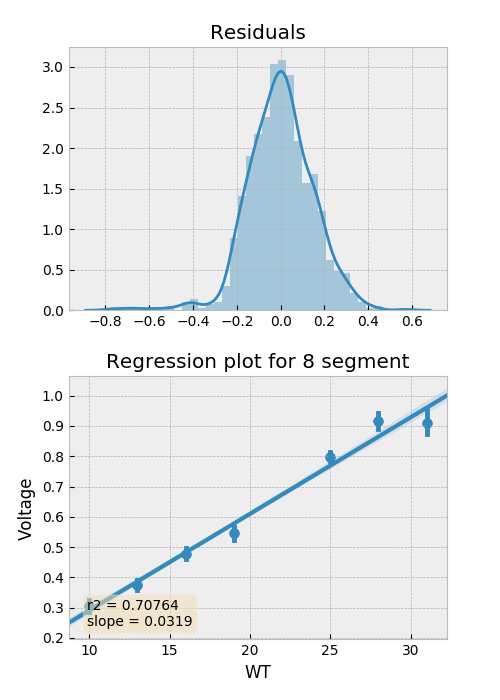 Residuals
3.0
2.5
2.0
1.5
1.0
0.5
0.0
−0.8 −0.6 −0.4 −0.2 0.0 0.2 0.4 0.6
Regression plot for 8 segment
1.0
0.9
0.8
0.7
0.6
0.5
0.4
0.3
0.2
Voltage
r2 = 0.70764
slope = 0.0319
10 15 20 25 30
WT